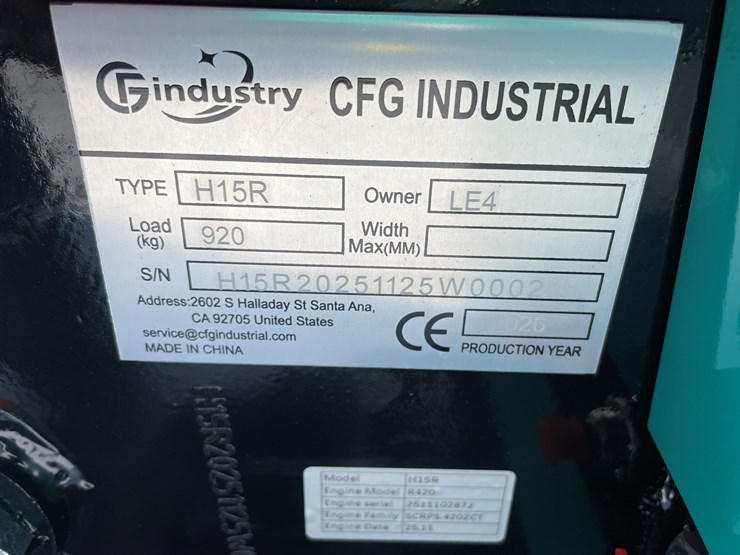 CFGindustry CFG INDUSTRIAL
TYPE H15R Owner LE4
Load (kg) 920 Width Max(MM)
S/N H15R20251125W0002
Address:2602 S Halladay St Santa Ana,
CA 92705 United States
service@cfgindustrial.com
MADE IN CHINA
CE 2026
PRODUCTION YEAR
Model H15R
Engine Model R420
Engine serial 2511102872
Engine Family
Engine Date 25.11